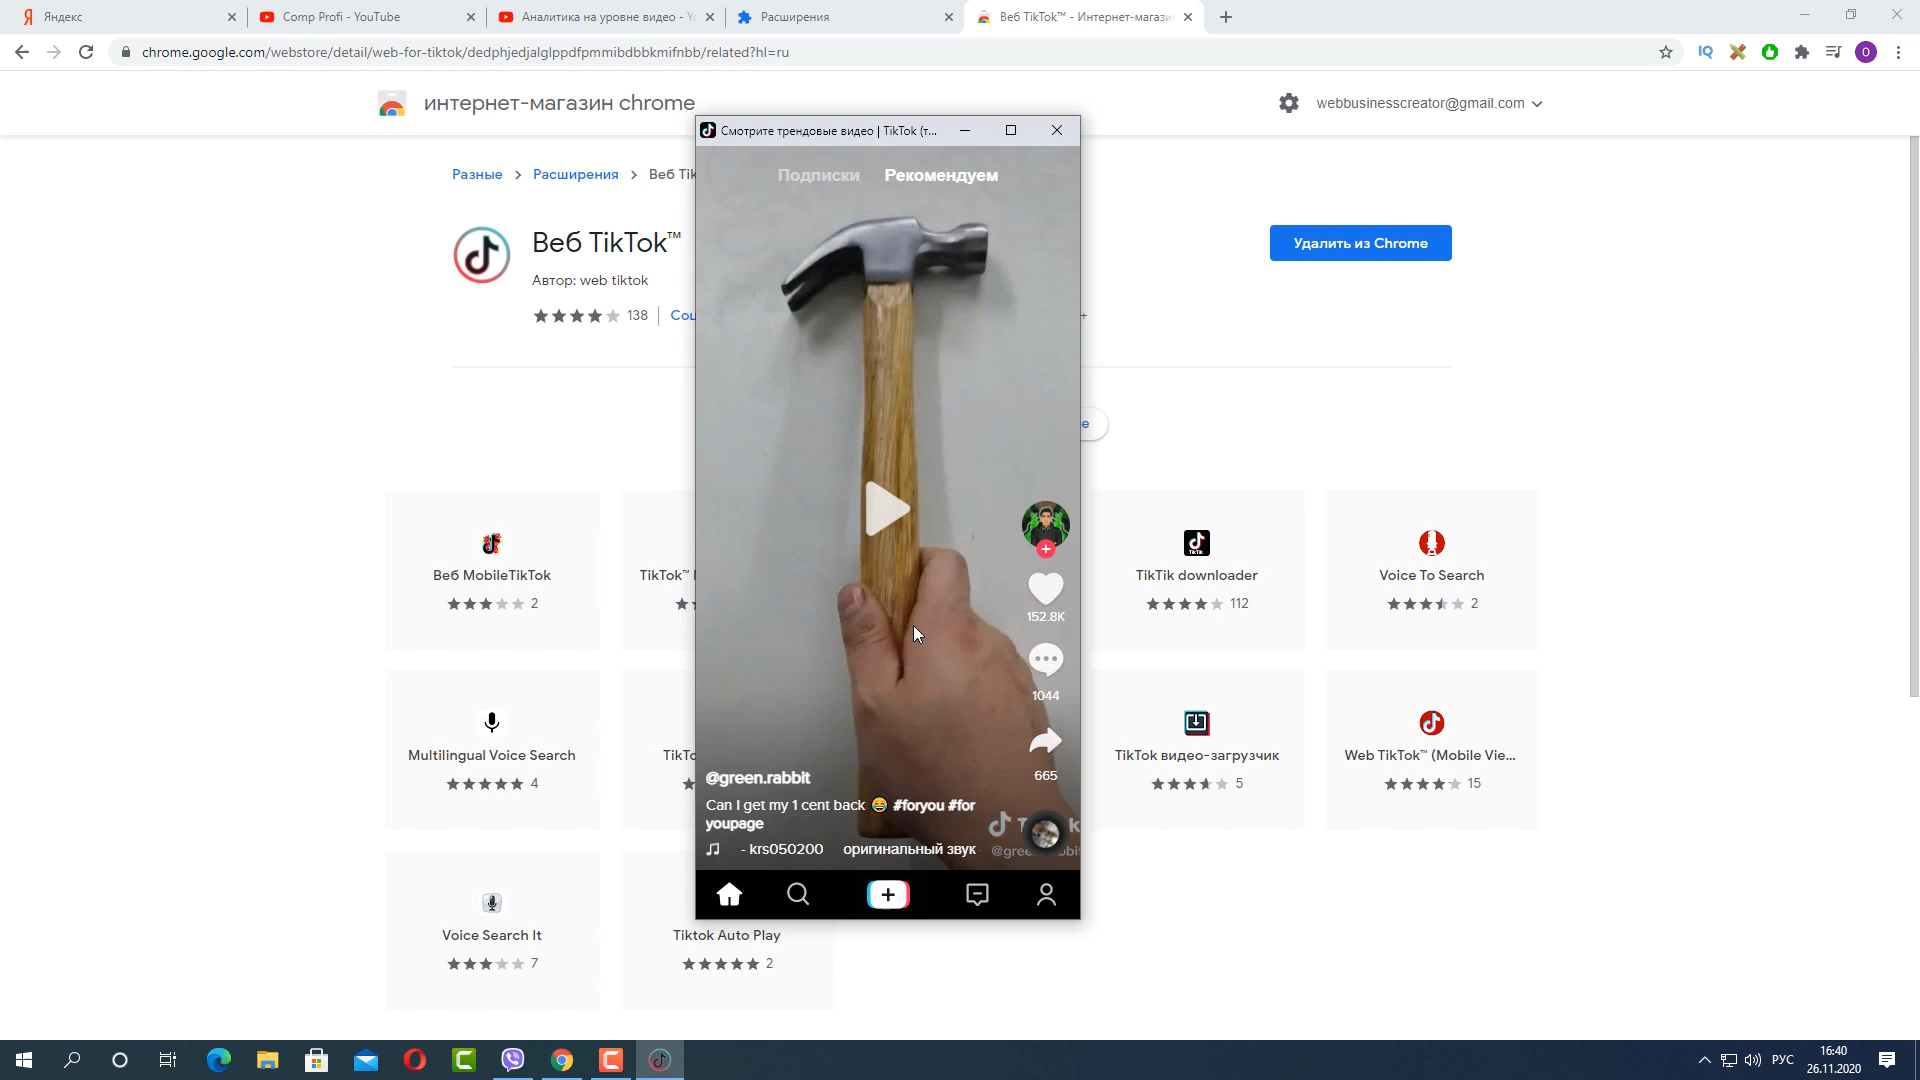 Яндекс
Comp Profi - YouTube
Аналитика на уровне видео -
Расширения
Веб TikTok™ - Интернет-магази
chrome.google.com/webstore/detail/web-for-tiktok/dedphjedjalglppdfpmmibdbbkmifnbb/related?hl=ru
интернет-магазин chrome
webbusinesscreator@gmail.com
Смотрите трендовые видео | TikTok (т...
Разные > Расширения > Веб Tik
Подписки Рекомендуем
Веб TikTok™
Удалить из Chrome
Автор: web tiktok
138
Соц
+
е
Веб MobileTikTok
2
TikTok™
TikTik downloader
112
Voice To Search
2
152.8K
1044
665
Multilingual Voice Search
4
TikTo
TikTok видео-загрузчик
5
Web TikTok™ (Mobile Vie...
15
@green.rabbit
Can I get my 1 cent back 😂 #foryou #for
youpage
- krs050200 оригинальный звук
Voice Search It
7
Tiktok Auto Play
2
РУС
16:40
26.11.2020